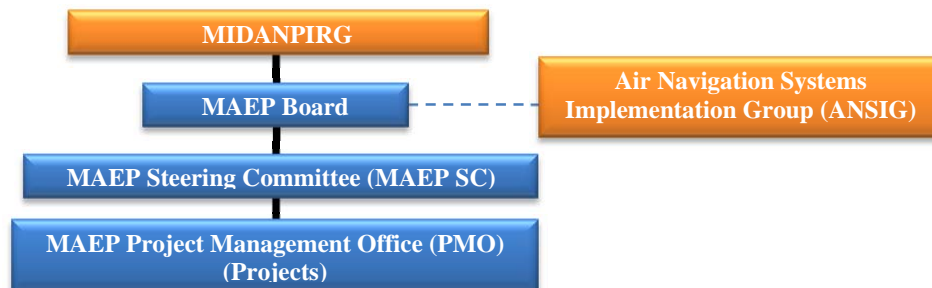 MIDANPIRG
MAEP Board
Air Navigation Systems
Implementation Group (ANSIG)
MAEP Steering Committee (MAEP SC)
MAEP Project Management Office (PMO)
(Projects)